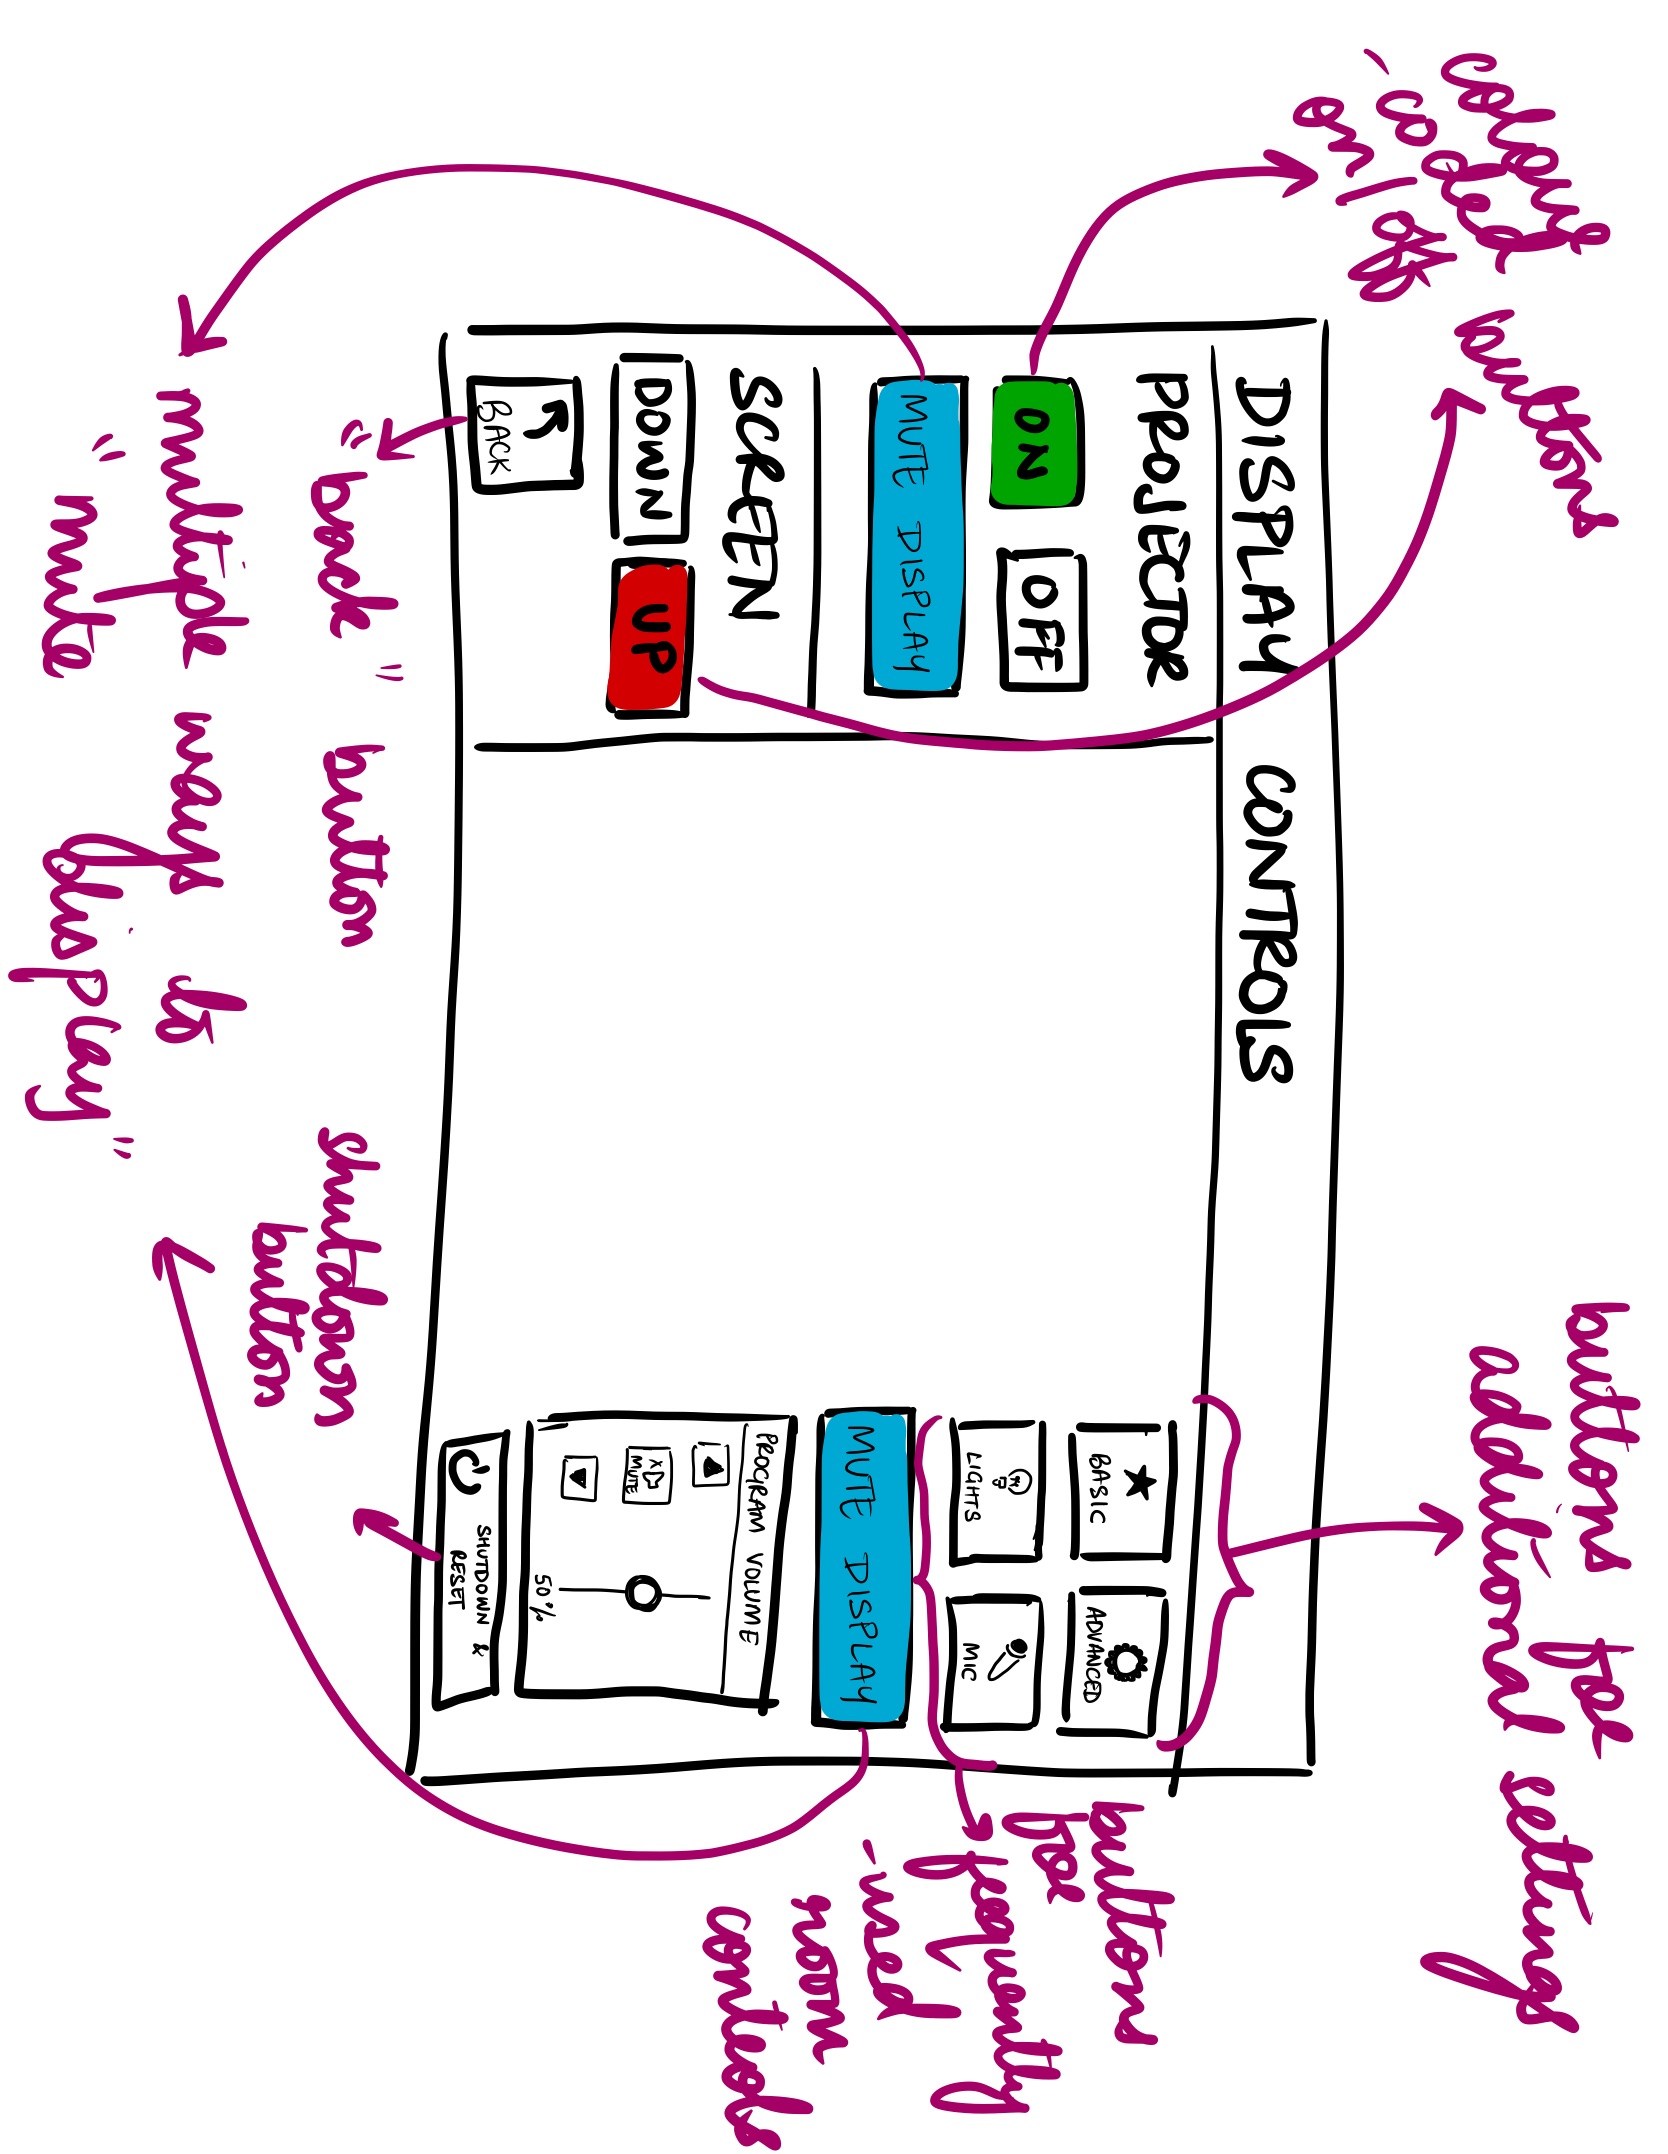 colour
-coded
on/off buttons
buttons for
additional settings
DISPLAY CONTROLS
PROJECTOR
ON OFF
MUTE DISPLAY
SCREEN
DOWN UP
BACK
BASIC ADVANCED
LIGHTS MIC
MUTE DISPLAY
PROGRAM VOLUME
MUTE
50%
SHUTDOWN &
RESET
buttons
for
frequently
-used
room
controls
"back" button
shutdown
button
multiple ways to
"mute display"